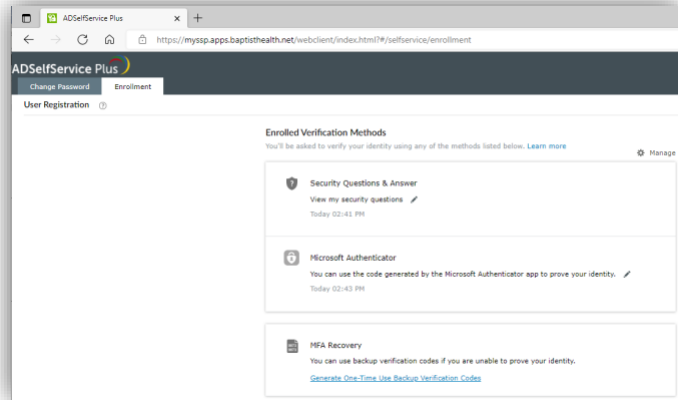 ADSelfService Plus
https://myssp.apps.baptisthealth.net/webclient/index.html?#/selfservice/enrollment
ADSelfService Plus
Change Password Enrollment
User Registration ?
Enrolled Verification Methods
You'll be asked to verify your identity using any of the methods listed below. Learn more
Manage
Security Questions & Answer
View my security questions
Today 02:41 PM
Microsoft Authenticator
You can use the code generated by the Microsoft Authenticator app to prove your identity.
Today 02:43 PM
MFA Recovery
You can use backup verification codes if you are unable to prove your identity.
Generate One-Time Use Backup Verification Codes